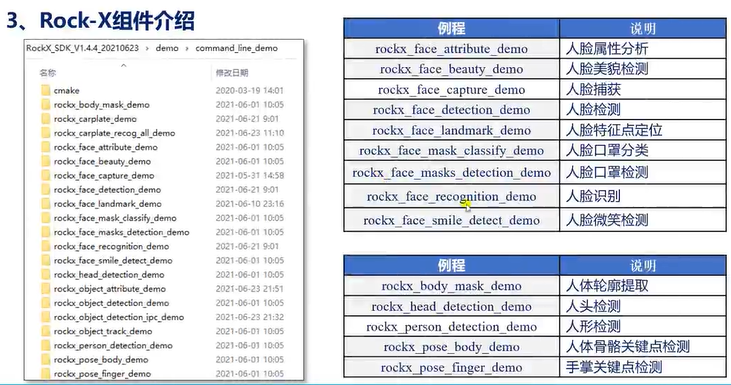 3、Rock-X组件介绍
RockX_SDK_V1.4.4_20210623 › demo › command_line_demo
名称 修改日期
cmake 2020-03-19 14:01
rockx_body_mask_demo 2021-06-01 10:05
rockx_carplate_demo 2021-06-21 9:01
rockx_carplate_recog_all_demo 2021-06-23 11:10
rockx_face_attribute_demo 2021-06-01 10:05
rockx_face_beauty_demo 2021-06-01 10:05
rockx_face_capture_demo 2021-05-31 14:58
rockx_face_detection_demo 2021-06-21 9:01
rockx_face_landmark_demo 2021-06-10 23:16
rockx_face_mask_classify_demo 2021-06-01 10:05
rockx_face_masks_detection_demo 2021-06-01 10:05
rockx_face_recognition_demo 2021-06-21 9:01
rockx_face_smile_detect_demo 2021-06-01 10:05
rockx_head_detection_demo 2021-06-01 10:05
rockx_object_attribute_demo 2021-06-23 21:51
rockx_object_detection_demo 2021-06-01 10:05
rockx_object_detection_ipc_demo 2021-06-23 21:32
rockx_object_track_demo 2021-06-01 10:05
rockx_person_detection_demo 2021-06-01 10:05
rockx_pose_body_demo 2021-06-01 10:05
rockx_pose_finger_demo 2021-06-01 10:05
例程 说明
rockx_face_attribute_demo 人脸属性分析
rockx_face_beauty_demo 人脸美貌检测
rockx_face_capture_demo 人脸捕获
rockx_face_detection_demo 人脸检测
rockx_face_landmark_demo 人脸特征点定位
rockx_face_mask_classify_demo 人脸口罩分类
rockx_face_masks_detection_demo 人脸口罩检测
rockx_face_recognition_demo 人脸识别
rockx_face_smile_detect_demo 人脸微笑检测
例程 说明
rockx_body_mask_demo 人体轮廓提取
rockx_head_detection_demo 人头检测
rockx_person_detection_demo 人形检测
rockx_pose_body_demo 人体骨骼关键点检测
rockx_pose_finger_demo 手掌关键点检测